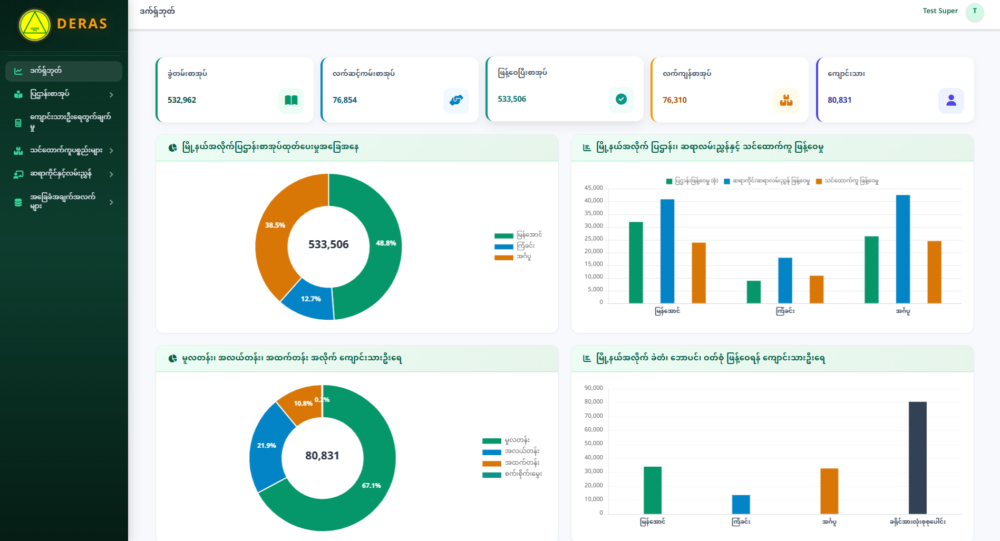 ပညာ
DERAS
ဒက်ရှ်ဘုတ်
ပြဋ္ဌာန်းစာအုပ်
ကျောင်းသားဦးရေတွက်ချက်
မှု
သင်ထောက်ကူပစ္စည်းများ
ဆရာကိုင်နှင့်လမ်းညွှန်
အခြေခံအချက်အလက်
များ
ဒက်ရှ်ဘုတ်
Test Super
T
ခွဲတမ်းစာအုပ်
532,962
လက်ဆင့်ကမ်းစာအုပ်
76,854
ဖြန့်ဝေပြီးစာအုပ်
533,506
လက်ကျန်စာအုပ်
76,310
ကျောင်းသား
80,831
မြို့နယ်အလိုက်ပြဋ္ဌာန်းစာအုပ်ထုတ်ပေးမှုအခြေအနေ
38.5%
533,506
48.8%
12.7%
မြန်အောင်
ကြံခင်း
အင်္ဂပူ
မြို့နယ်အလိုက် ပြဋ္ဌာန်း၊ ဆရာလမ်းညွှန်နှင့် သင်ထောက်ကူ ဖြန့်ဝေမှု
ပြဋ္ဌာန်းဖြန့်ဝေမှု (စုံ) ဆရာကိုင်/ဆရာလမ်းညွှန် ဖြန့်ဝေမှု သင်ထောက်ကူ ဖြန့်ဝေမှု
45,000
40,000
35,000
30,000
25,000
20,000
15,000
10,000
5,000
0
မြန်အောင် ကြံခင်း အင်္ဂပူ
မူလတန်း၊ အလယ်တန်း၊ အထက်တန်း အလိုက် ကျောင်းသားဦးရေ
10.8% 0.2%
21.9%
80,831
67.1%
မူလတန်း
အလယ်တန်း
အထက်တန်း
စက်၊စိုက်၊မွေး
မြို့နယ်အလိုက် ခဲတံ၊ ဘောပင်၊ ဝတ်စုံ ဖြန့်ဝေရန် ကျောင်းသားဦးရေ
90,000
80,000
70,000
60,000
50,000
40,000
30,000
20,000
10,000
0
မြန်အောင် ကြံခင်း အင်္ဂပူ ခရိုင်အားလုံးစုစုပေါင်း